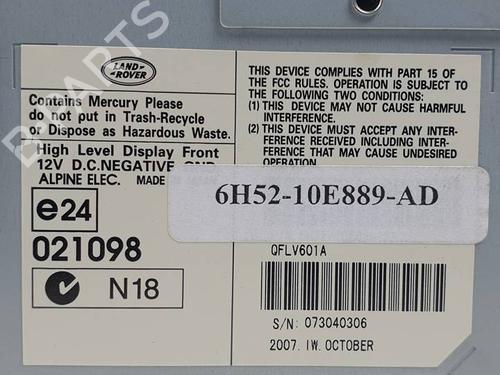 LAND
ROVER
Contains Mercury Please
do not put in Trash-Recycle
or Dispose as Hazardous Waste.
High Level Display Front
12V D.C.NEGATIVE GND
ALPINE ELEC. MADE
e24
021098
N18
THIS DEVICE COMPLIES WITH PART 15 OF
THE FCC RULES. OPERATION IS SUBJECT TO
THE FOLLOWING TWO CONDITIONS:
(1) THIS DEVICE MAY NOT CAUSE HARMFUL
INTERFERENCE.
(2) THIS DEVICE MUST ACCEPT ANY INTER-
FERENCE RECEIVED INCLUDING INTER-
FERENCE THAT MAY CAUSE UNDESIRED
OPERATION.
6H52-10E889-AD
QFLV601A
S/N: 073040306
2007. IW. OCTOBER